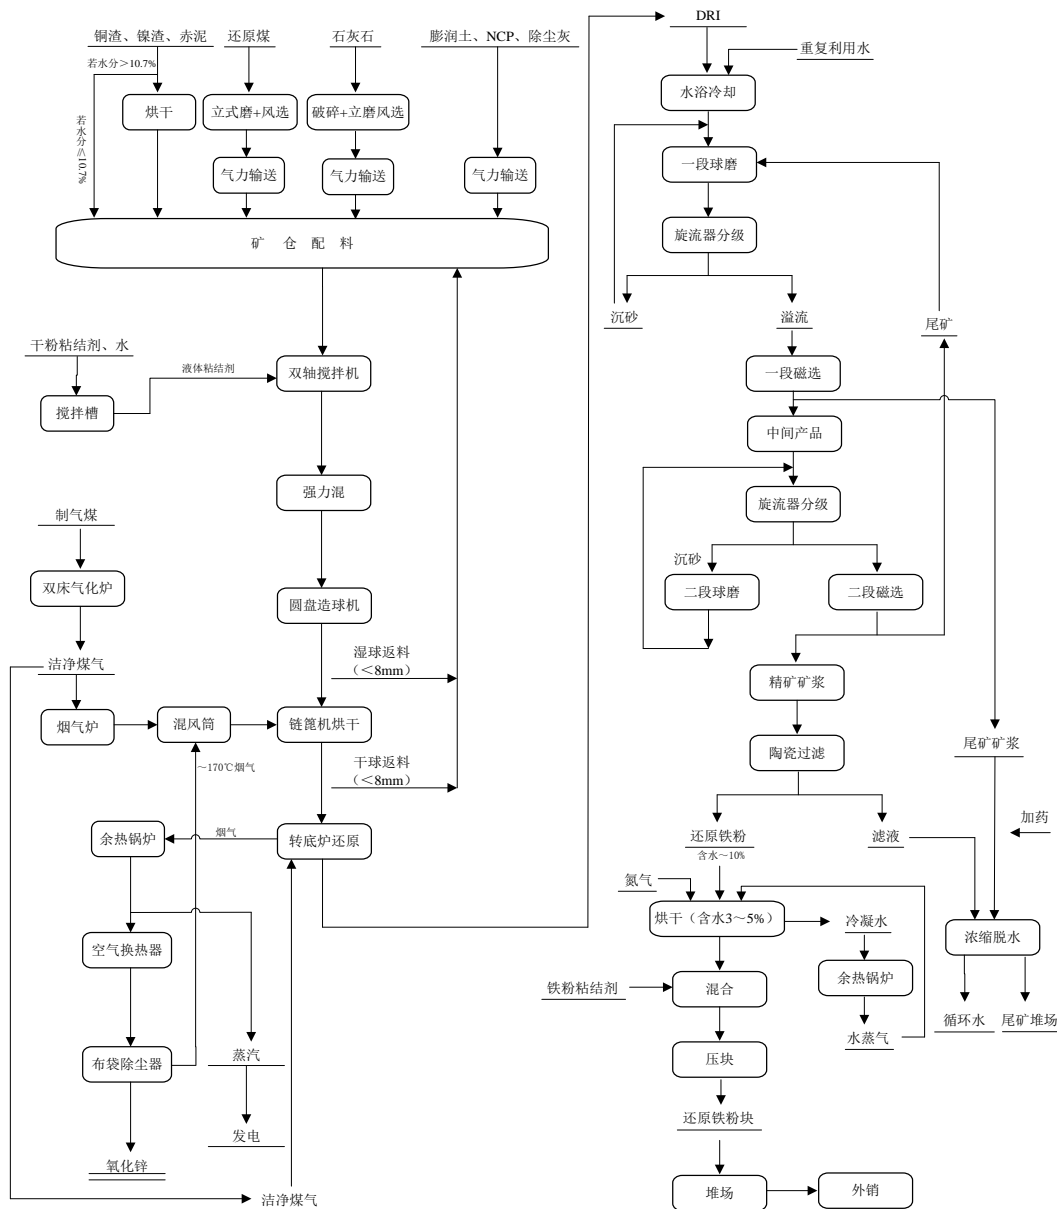 铜渣、镍渣、赤泥
还原煤
石灰石
膨润土、NCP、除尘灰
若水分＞10.7%
若水分≤10.7%
烘干
立式磨+风选
破碎+立磨风选
气力输送
气力输送
气力输送
矿仓配料
干粉粘结剂、水
液体粘结剂
搅拌槽
双轴搅拌机
强力混
制气煤
双床气化炉
圆盘造球机
湿球返料
（＜8mm）
洁净煤气
烟气炉
混风筒
链篦机烘干
～170℃烟气
干球返料
（＜8mm）
余热锅炉
烟气
转底炉还原
空气换热器
布袋除尘器
蒸汽
发电
氧化锌
洁净煤气
DRI
重复利用水
水浴冷却
一段球磨
旋流器分级
沉砂
溢流
尾矿
一段磁选
中间产品
旋流器分级
沉砂
二段球磨
二段磁选
精矿矿浆
陶瓷过滤
尾矿矿浆
还原铁粉
含水～10%
滤液
加药
氮气
烘干（含水3～5%）
冷凝水
浓缩脱水
铁粉粘结剂
混合
余热锅炉
水蒸气
循环水
尾矿堆场
压块
还原铁粉块
堆场
外销